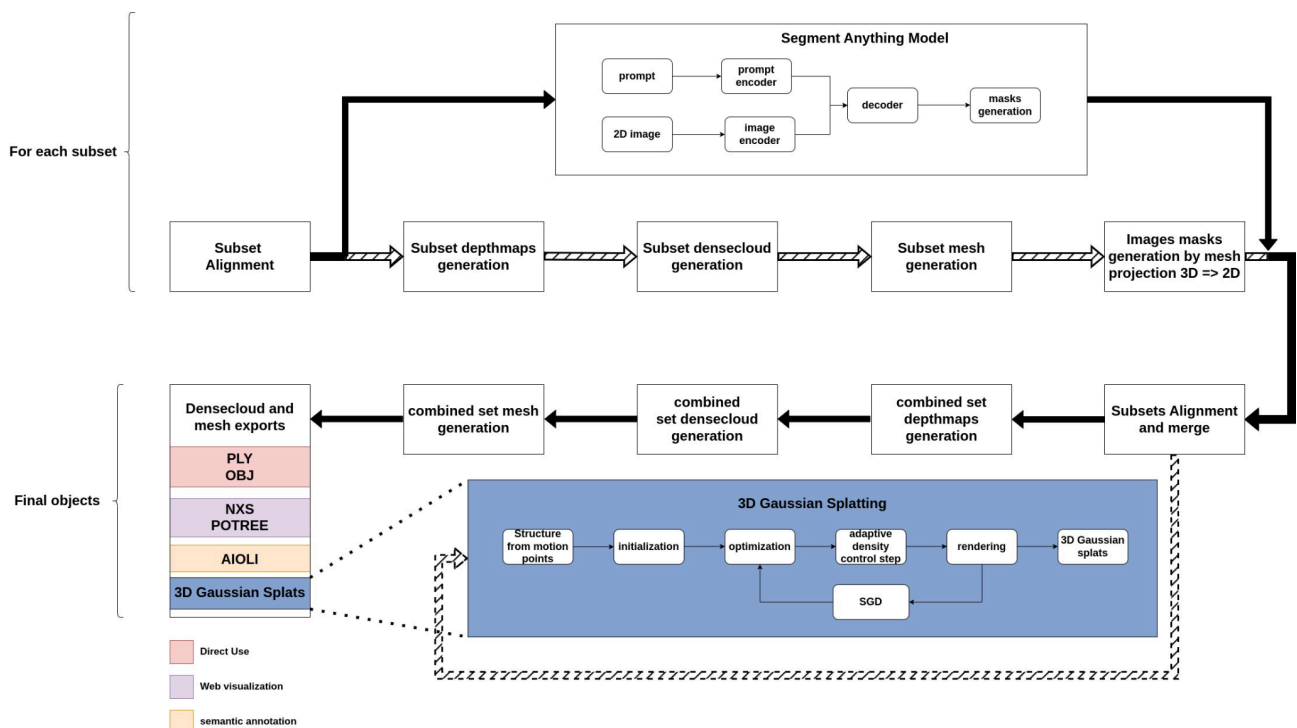 Segment Anything Model
prompt
prompt
encoder
decoder
masks
generation
2D image
image
encoder
For each subset
Subset
Alignment
Subset depthmaps
generation
Subset densecloud
generation
Subset mesh
generation
Images masks
generation by mesh
projection 3D => 2D
Densecloud and
mesh exports
combined set mesh
generation
combined
set densecloud
generation
combined set
depthmaps
generation
Subsets Alignment
and merge
Final objects
PLY
OBJ
NXS
POTREE
AIOLI
3D Gaussian Splats
3D Gaussian Splatting
Structure
from motion
points
initialization
optimization
adaptive
density
control step
rendering
3D Gaussian
splats
SGD
Direct Use
Web visualization
semantic annotation